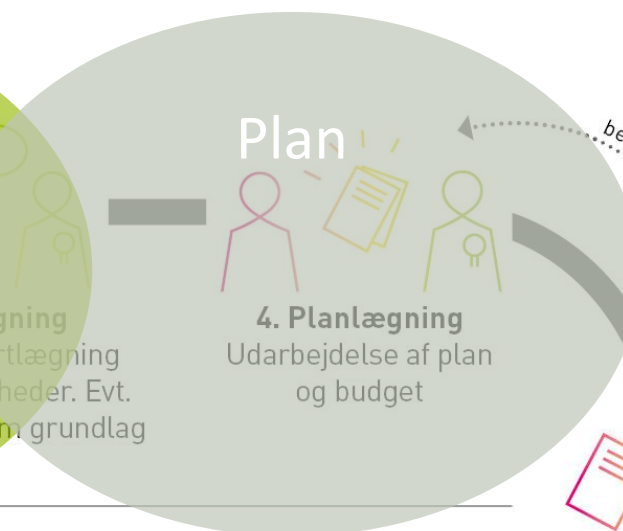 Plan
be
gning
4. Planlægning
rtlægning
Udarbejdelse af plan
heder. Evt.
og budget
m grundlag